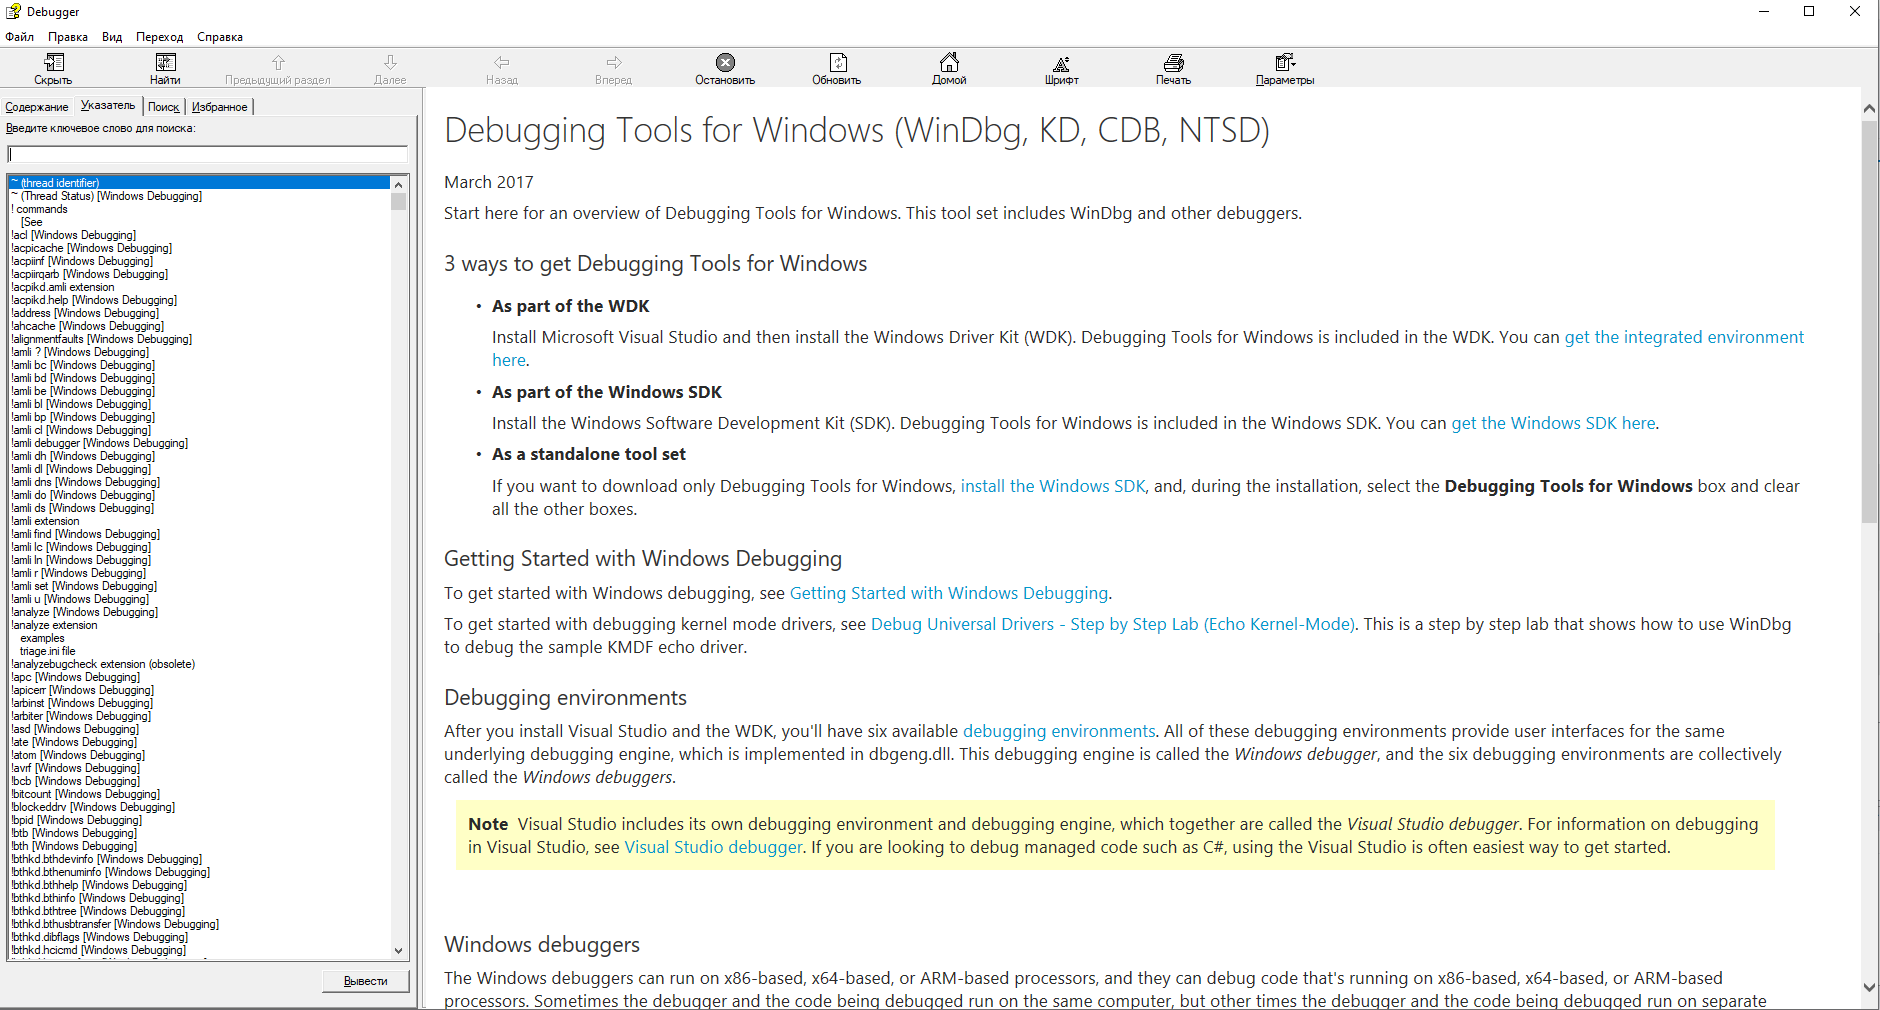 Debugger
Файл Правка Вид Переход Справка
Скрыть Найти Предыдущий раздел Далее Назад Вперед Остановить Обновить Домой Шрифт Печать Параметры
Содержание Указатель Поиск Избранное
Введите ключевое слово для поиска:
~ (thread identifier)
~ (Thread Status) [Windows Debugging]
! commands
[See
!acl [Windows Debugging]
!acpicache [Windows Debugging]
!acpiinf [Windows Debugging]
!acpiirqarb [Windows Debugging]
!acpikd.amli extension
!acpikd.help [Windows Debugging]
!address [Windows Debugging]
!ahcache [Windows Debugging]
!alignmentfaults [Windows Debugging]
!amli ? [Windows Debugging]
!amli bc [Windows Debugging]
!amli bd [Windows Debugging]
!amli be [Windows Debugging]
!amli bl [Windows Debugging]
!amli bp [Windows Debugging]
!amli cl [Windows Debugging]
!amli debugger [Windows Debugging]
!amli dh [Windows Debugging]
!amli dl [Windows Debugging]
!amli dns [Windows Debugging]
!amli do [Windows Debugging]
!amli ds [Windows Debugging]
!amli extension
!amli find [Windows Debugging]
!amli lc [Windows Debugging]
!amli ln [Windows Debugging]
!amli r [Windows Debugging]
!amli set [Windows Debugging]
!amli u [Windows Debugging]
!analyze [Windows Debugging]
!analyze extension
examples
triage.ini file
!analyzebugcheck extension (obsolete)
!apc [Windows Debugging]
!apicerr [Windows Debugging]
!arbinst [Windows Debugging]
!arbiter [Windows Debugging]
!asd [Windows Debugging]
!ate [Windows Debugging]
!atom [Windows Debugging]
!avrf [Windows Debugging]
!bcb [Windows Debugging]
!bitcount [Windows Debugging]
!blockeddrv [Windows Debugging]
!bpid [Windows Debugging]
!btb [Windows Debugging]
!bth [Windows Debugging]
!bthkd.bthdevinfo [Windows Debugging]
!bthkd.bthenuminfo [Windows Debugging]
!bthkd.bthhelp [Windows Debugging]
!bthkd.bthinfo [Windows Debugging]
!bthkd.bthtree [Windows Debugging]
!bthkd.bthusbtransfer [Windows Debugging]
!bthkd.dibflags [Windows Debugging]
!bthkd.hcicmd [Windows Debugging]
Вывести
Debugging Tools for Windows (WinDbg, KD, CDB, NTSD)
March 2017
Start here for an overview of Debugging Tools for Windows. This tool set includes WinDbg and other debuggers.
3 ways to get Debugging Tools for Windows
• As part of the WDK
Install Microsoft Visual Studio and then install the Windows Driver Kit (WDK). Debugging Tools for Windows is included in the WDK. You can get the integrated environment
here.
• As part of the Windows SDK
Install the Windows Software Development Kit (SDK). Debugging Tools for Windows is included in the Windows SDK. You can get the Windows SDK here.
• As a standalone tool set
If you want to download only Debugging Tools for Windows, install the Windows SDK, and, during the installation, select the Debugging Tools for Windows box and clear
all the other boxes.
Getting Started with Windows Debugging
To get started with Windows debugging, see Getting Started with Windows Debugging.
To get started with debugging kernel mode drivers, see Debug Universal Drivers - Step by Step Lab (Echo Kernel-Mode). This is a step by step lab that shows how to use WinDbg
to debug the sample KMDF echo driver.
Debugging environments
After you install Visual Studio and the WDK, you'll have six available debugging environments. All of these debugging environments provide user interfaces for the same
underlying debugging engine, which is implemented in dbgeng.dll. This debugging engine is called the Windows debugger, and the six debugging environments are collectively
called the Windows debuggers.
Note Visual Studio includes its own debugging environment and debugging engine, which together are called the Visual Studio debugger. For information on debugging
in Visual Studio, see Visual Studio debugger. If you are looking to debug managed code such as C#, using the Visual Studio is often easiest way to get started.
Windows debuggers
The Windows debuggers can run on x86-based, x64-based, or ARM-based processors, and they can debug code that's running on x86-based, x64-based, or ARM-based
processors. Sometimes the debugger and the code being debugged run on the same computer, but other times the debugger and the code being debugged run on separate